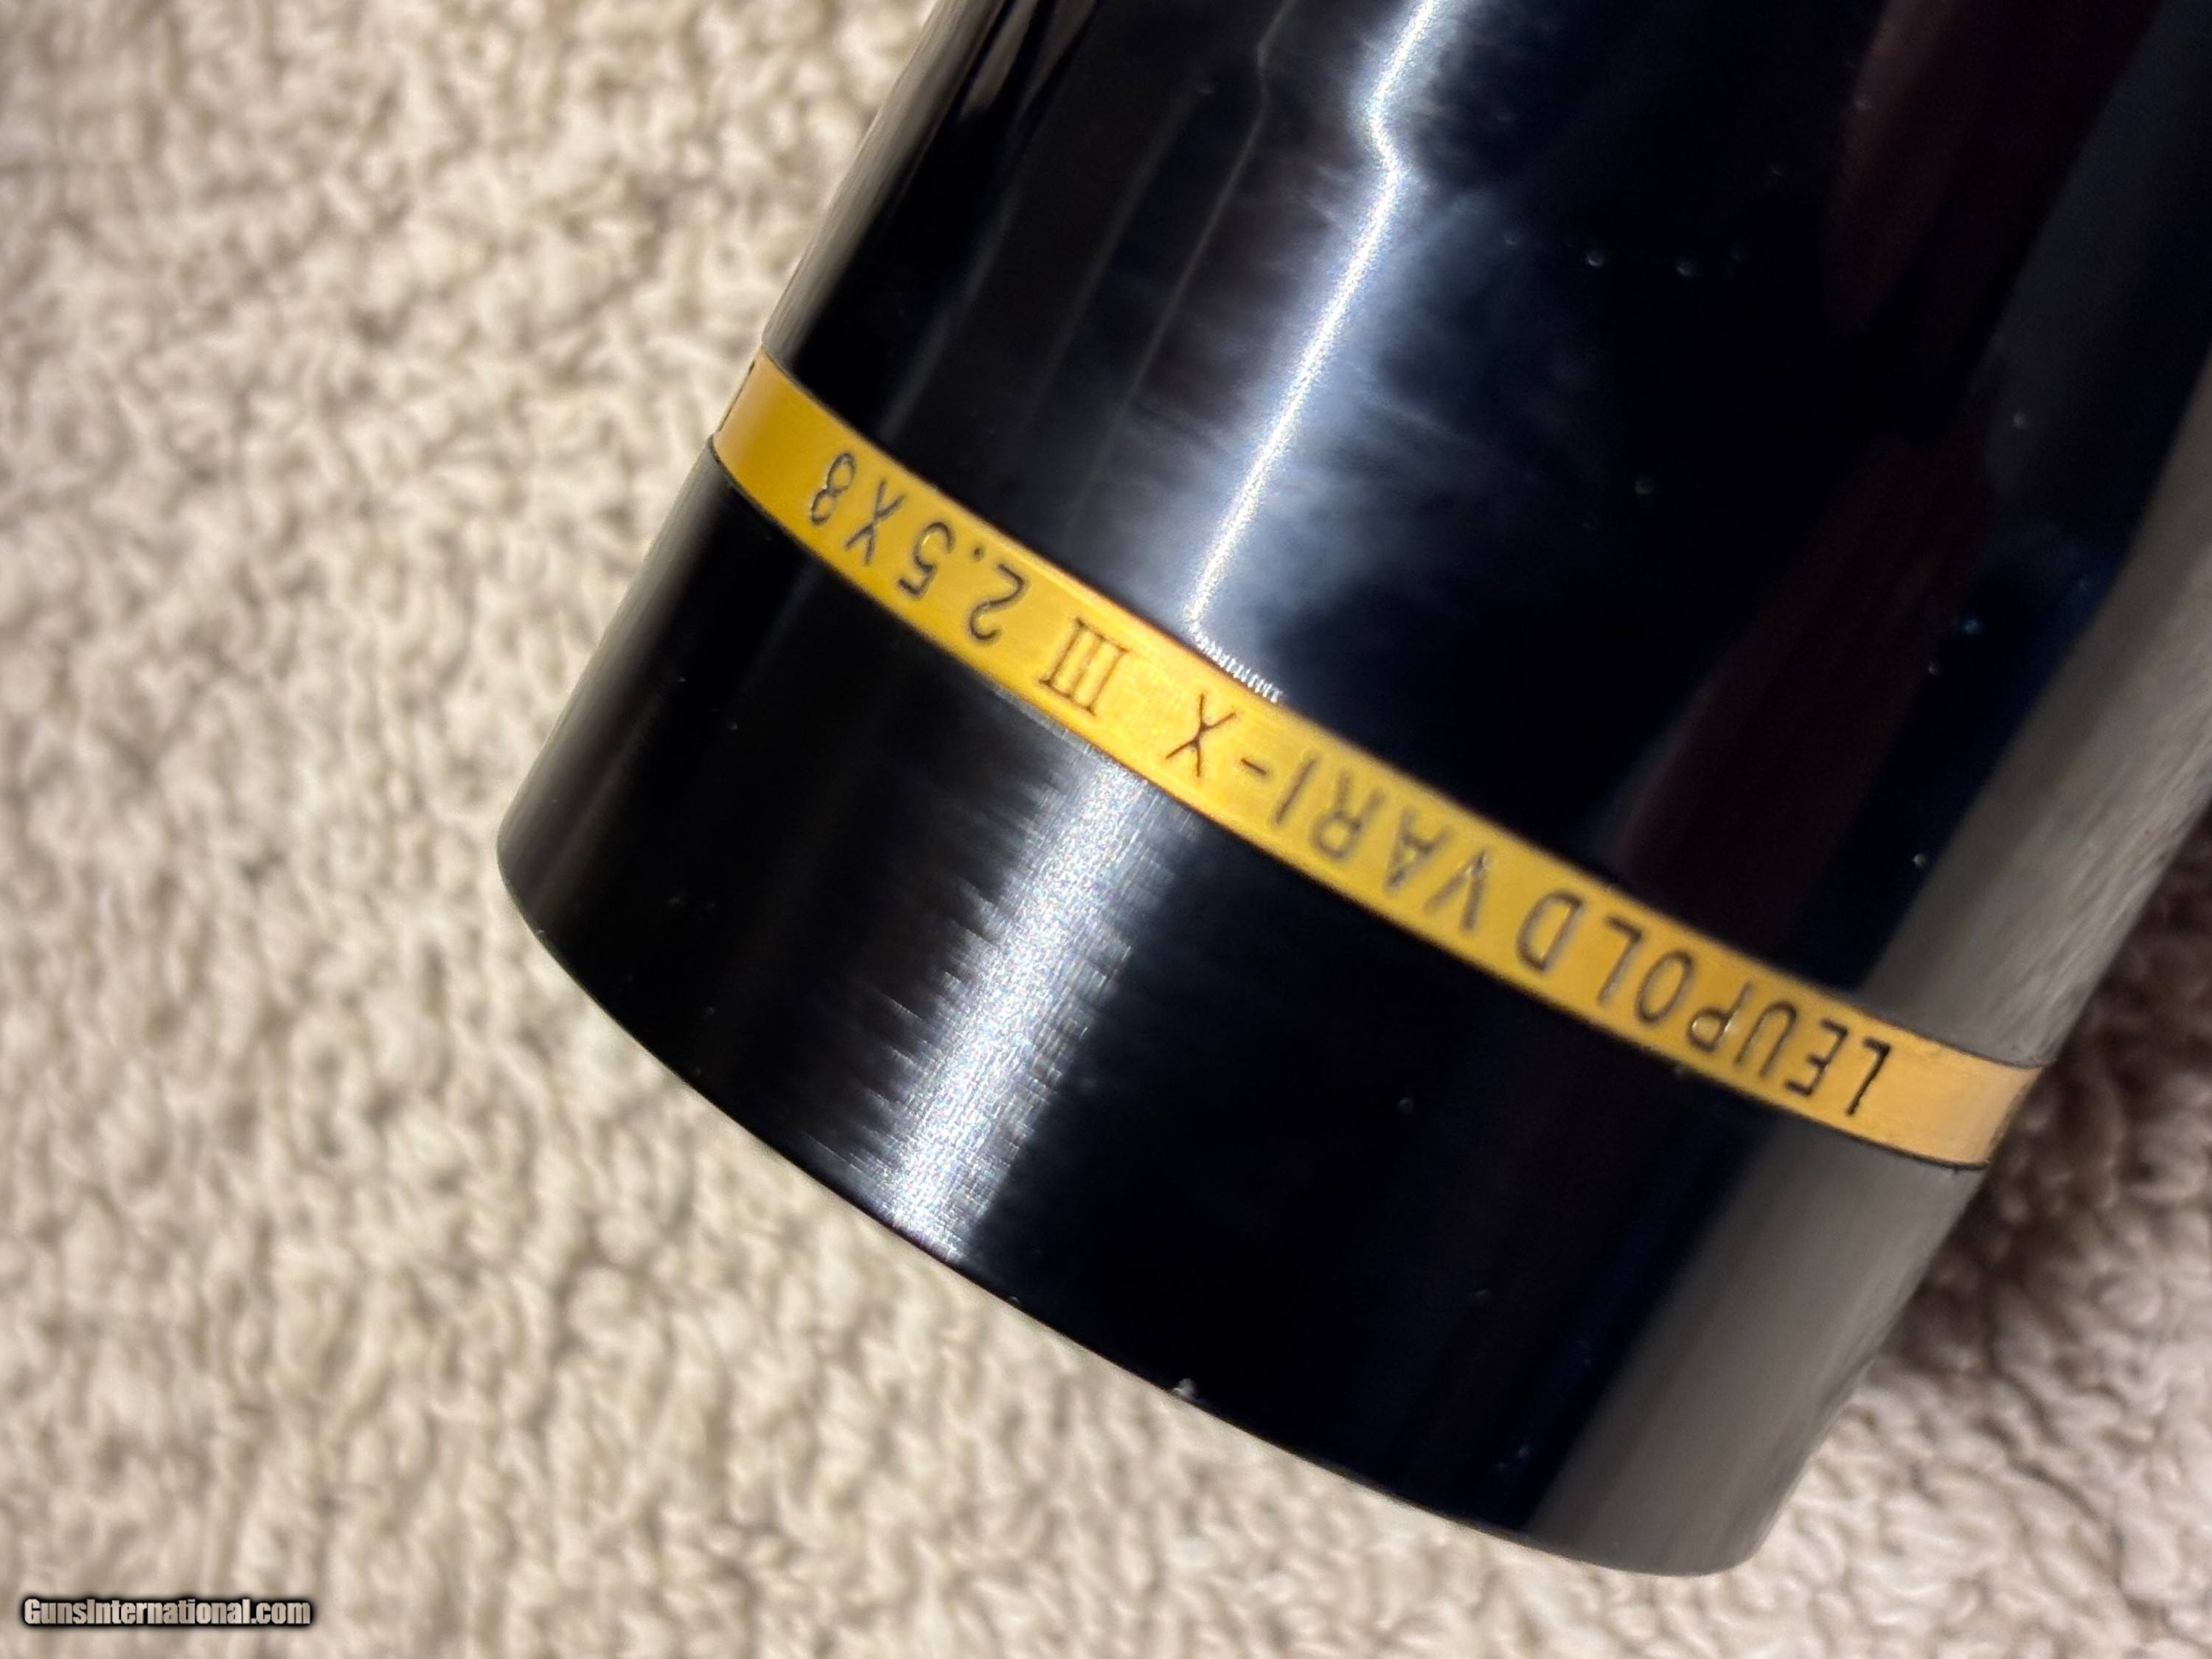 LEUPOLD VARI-X III 2.5X8
GunsInternational.com